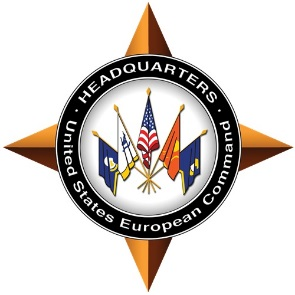 · HEADQUARTERS ·
United States European Command